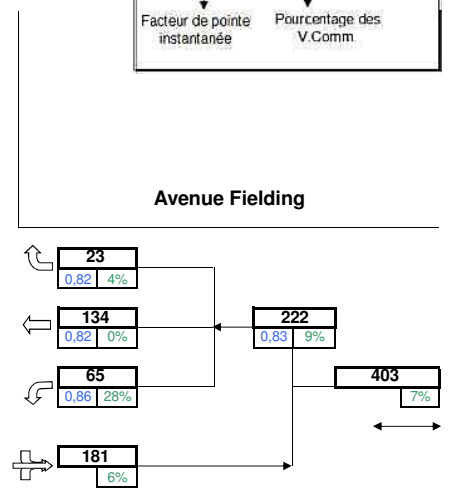 Facteur de pointe
instantanée
Pourcentage des
V.Comm
Avenue Fielding
23
0,82 4%
134
0,82 0%
222
0,83 9%
65
0,86 28%
403
7%
181
6%